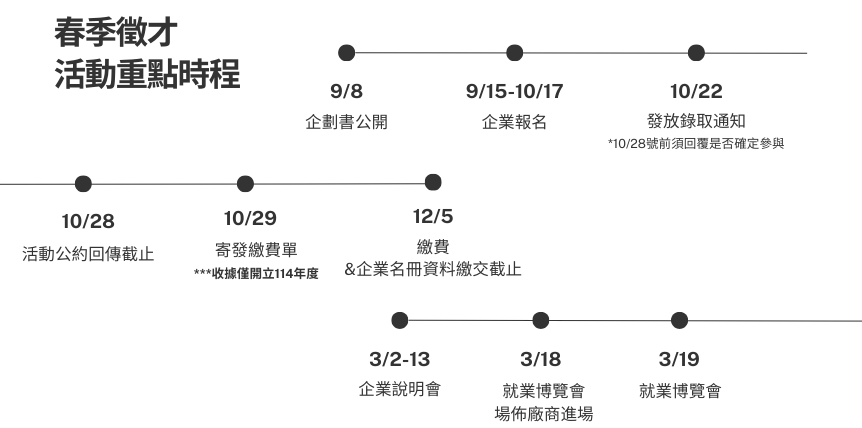 春季徵才
活動重點時程
9/8
企劃書公開
9/15-10/17
企業報名
10/22
發放錄取通知
*10/28號前須回覆是否確定參與
10/28
活動公約回傳截止
10/29
寄發繳費單
***收據僅開立114年度
12/5
繳費
&企業名冊資料繳交截止
3/2-13
企業說明會
3/18
就業博覽會
場佈廠商進場
3/19
就業博覽會